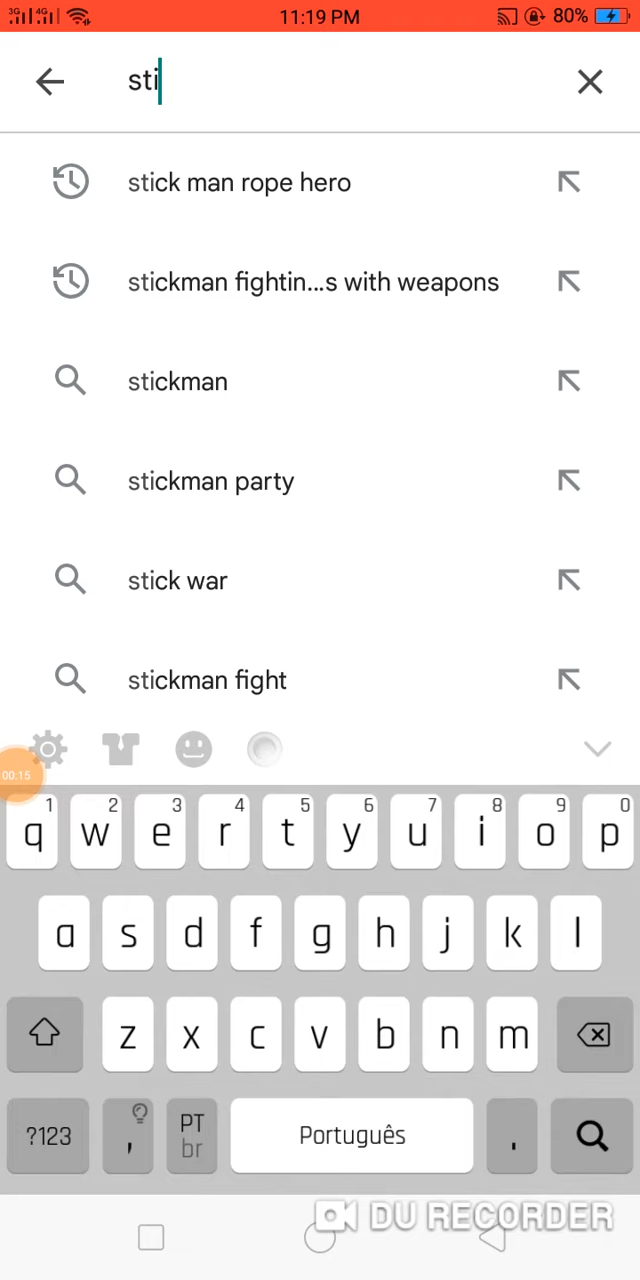 3G 4G 11:19 PM 80%
sti
stick man rope hero
stickman fightin...s with weapons
stickman
stickman party
stick war
stickman fight
00:15
1 2 3 4 5 6 7 8 9 0
q w e r t y u i o p
a s d f g h j k l
z x c v b n m
?123 , PT br Português .
DU RECORDER